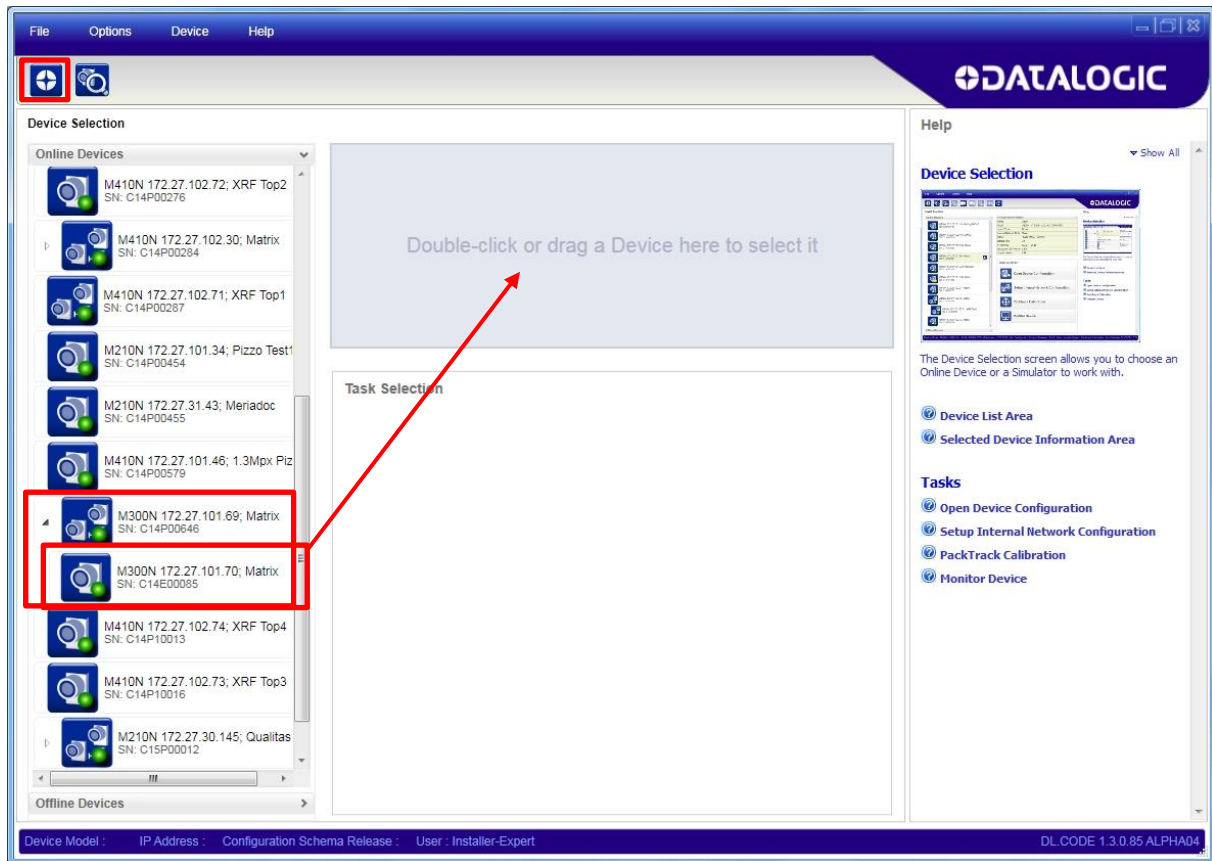 File Options Device Help
DATALOGIC
Device Selection
Online Devices
M410N 172.27.102.72; XRF Top2
SN: C14P00276
M410N 172.27.102.30; Matrix
SN: C14P00284
M410N 172.27.102.71; XRF Top1
SN: C14P00287
M210N 172.27.101.34; Pizzo Test1
SN: C14P00454
M210N 172.27.31.43; Meriadoc
SN: C14P00455
M410N 172.27.101.46; 1.3Mpx Piz
SN: C14P00579
M300N 172.27.101.69; Matrix
SN: C14P00646
M300N 172.27.101.70; Matrix
SN: C14E00085
M410N 172.27.102.74; XRF Top4
SN: C14P10013
M410N 172.27.102.73; XRF Top3
SN: C14P10016
M210N 172.27.30.145; Qualitas
SN: C15P00012
Offline Devices
Double-click or drag a Device here to select it
Task Selection
Help
Show All
Device Selection
DATALOGIC
The Device Selection screen allows you to choose an
Online Device or a Simulator to work with.
Device List Area
Selected Device Information Area
Tasks
Open Device Configuration
Setup Internal Network Configuration
PackTrack Calibration
Monitor Device
Device Model : IP Address : Configuration Schema Release : User : Installer-Expert
DL.CODE 1.3.0.85 ALPHA04